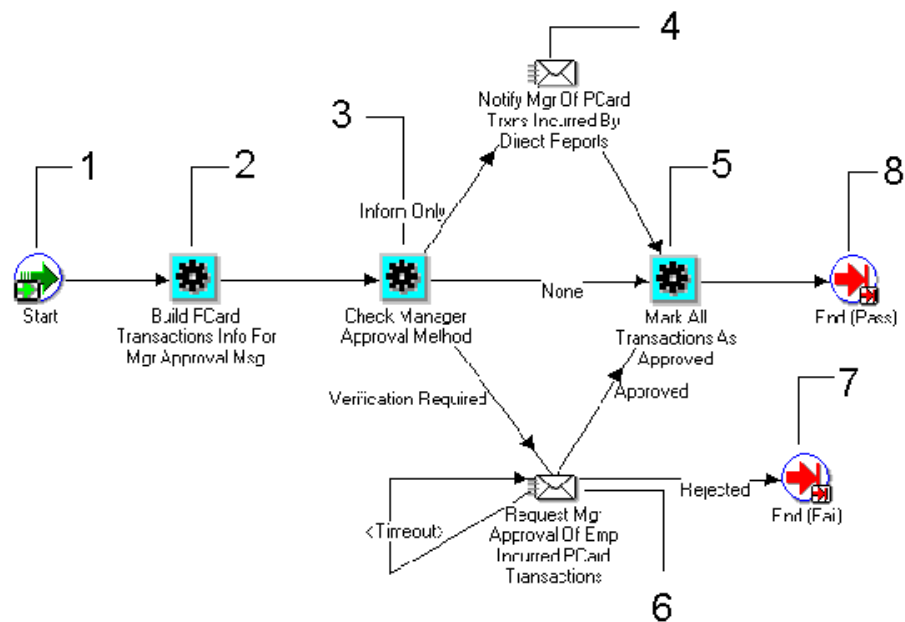 4
Notify Mgr Of PCard
Trxns Incurred By
Direct Reports
3
1
2
5
8
Inform Only
Start
Build PCard
Transactions Info For
Mgr Approval Msg
Check Manager
Approval Method
None
Mark All
Transactions As
Approved
End (Pass)
Verification Required
Approved
7
<Timeout>
Request Mgr
Approval Of Emp
Incurred PCard
Transactions
Rejected
End (Fail)
6